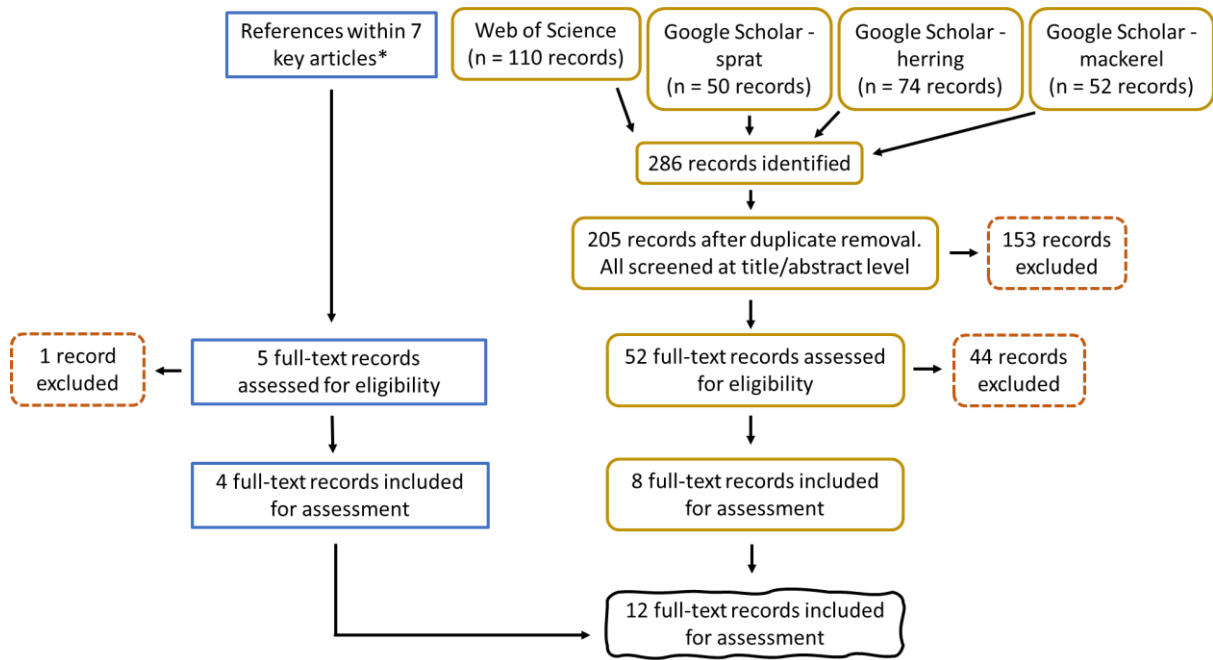 References within 7
key articles*
Web of Science
(n = 110 records)
Google Scholar -
sprat
(n = 50 records)
Google Scholar -
herring
(n = 74 records)
Google Scholar -
mackerel
(n = 52 records)
286 records identified
205 records after duplicate removal.
All screened at title/abstract level
153 records
excluded
1 record
excluded
5 full-text records
assessed for eligibility
52 full-text records assessed
for eligibility
44 records
excluded
4 full-text records included
for assessment
8 full-text records included
for assessment
12 full-text records included
for assessment